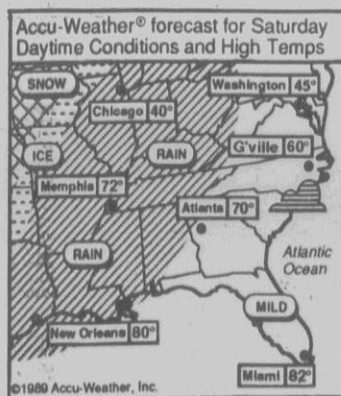 Accu-Weather® forecast for Saturday
Daytime Conditions and High Temps
SNOW
Washington 45°
Chicago 40°
ICE
RAIN
G'ville 60°
Memphis 72°
Atlanta 70°
RAIN
Atlantic
Ocean
MILD
New Orleans 80°
Miami 82°
©1989 Accu-Weather, Inc.